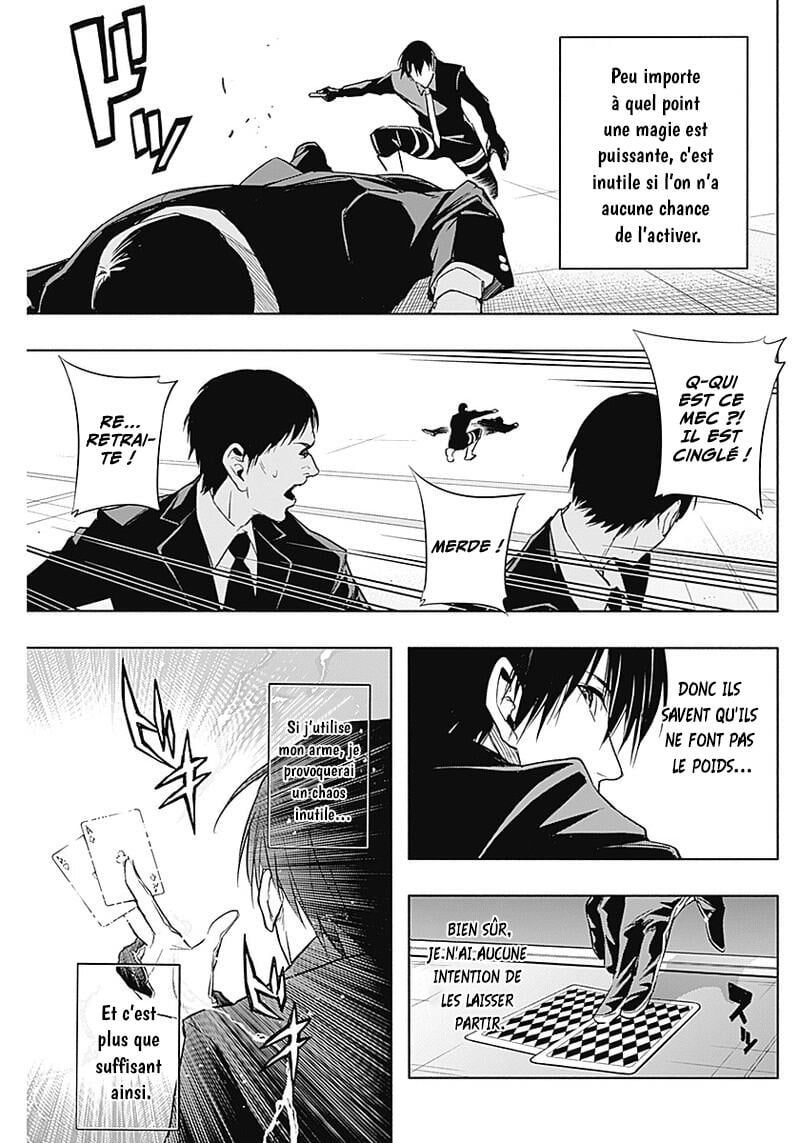 Peu importe
à quel point
une magie est
puissante, c'est
inutile si l'on n'a
aucune chance
de l'activer.
ドッ
Q-QUI
EST CE
MEC ?!
IL EST
CINGLÉ !
RE...
RETRAI-
TE !
MERDE !
DONC ILS
SAVENT QU'ILS
NE FONT PAS
LE POIDS...
BIEN SÛR,
JE N'AI AUCUNE
INTENTION DE
LES LAISSER
PARTIR.
スッ
Si j'utilise
mon arme, je
provoquerai
un chaos
inutile...
A
Et c'est
plus que
suffisant
ainsi.